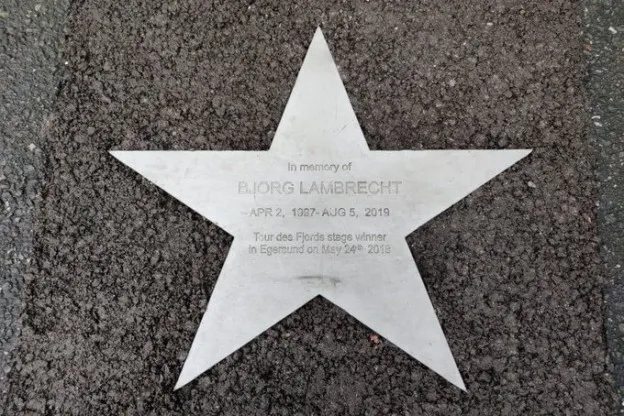 In memory of
BJORG LAMBRECHT
- APR 2, 1997- AUG 5, 2019
Tour des Fjords stage winner
in Egersund on May 24th 2018